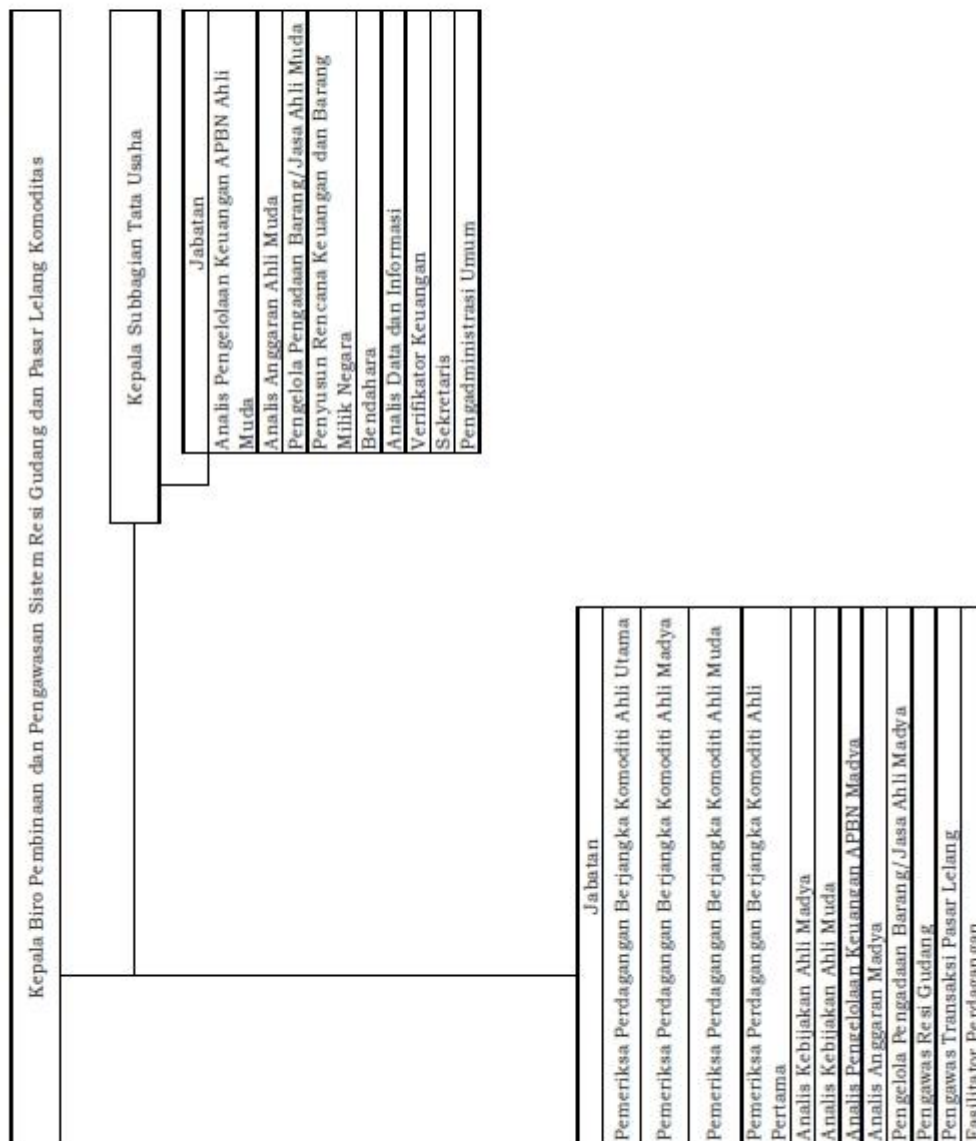 Kepala Biro Pembinaan dan Pengawasan Sistem Resi Gudang dan Pasar Lelang Komoditas
Kepala Subbagian Tata Usaha
Jabatan
Analis Pengelolaan Keuangan APBN Ahli
Muda
Analis Anggaran Ahli Muda
Pengelola Pengadaan Barang/Jasa Ahli Muda
Penyusun Rencana Keuangan dan Barang
Milik Negara
Bendahara
Analis Data dan Informasi
Verifikator Keuangan
Sekretaris
Pengadministrasi Umum
Jabatan
Pemeriksa Perdagangan Berjangka Komoditi Ahli Utama
Pemeriksa Perdagangan Berjangka Komoditi Ahli Madya
Pemeriksa Perdagangan Berjangka Komoditi Ahli Muda
Pemeriksa Perdagangan Berjangka Komoditi Ahli
Pertama
Analis Kebijakan Ahli Madya
Analis Kebijakan Ahli Muda
Analis Pengelolaan Keuangan APBN Madya
Analis Anggaran Madya
Pengelola Pengadaan Barang/Jasa Ahli Madya
Pengawas Resi Gudang
Pengawas Transaksi Pasar Lelang
Fasilitator Perdagangan